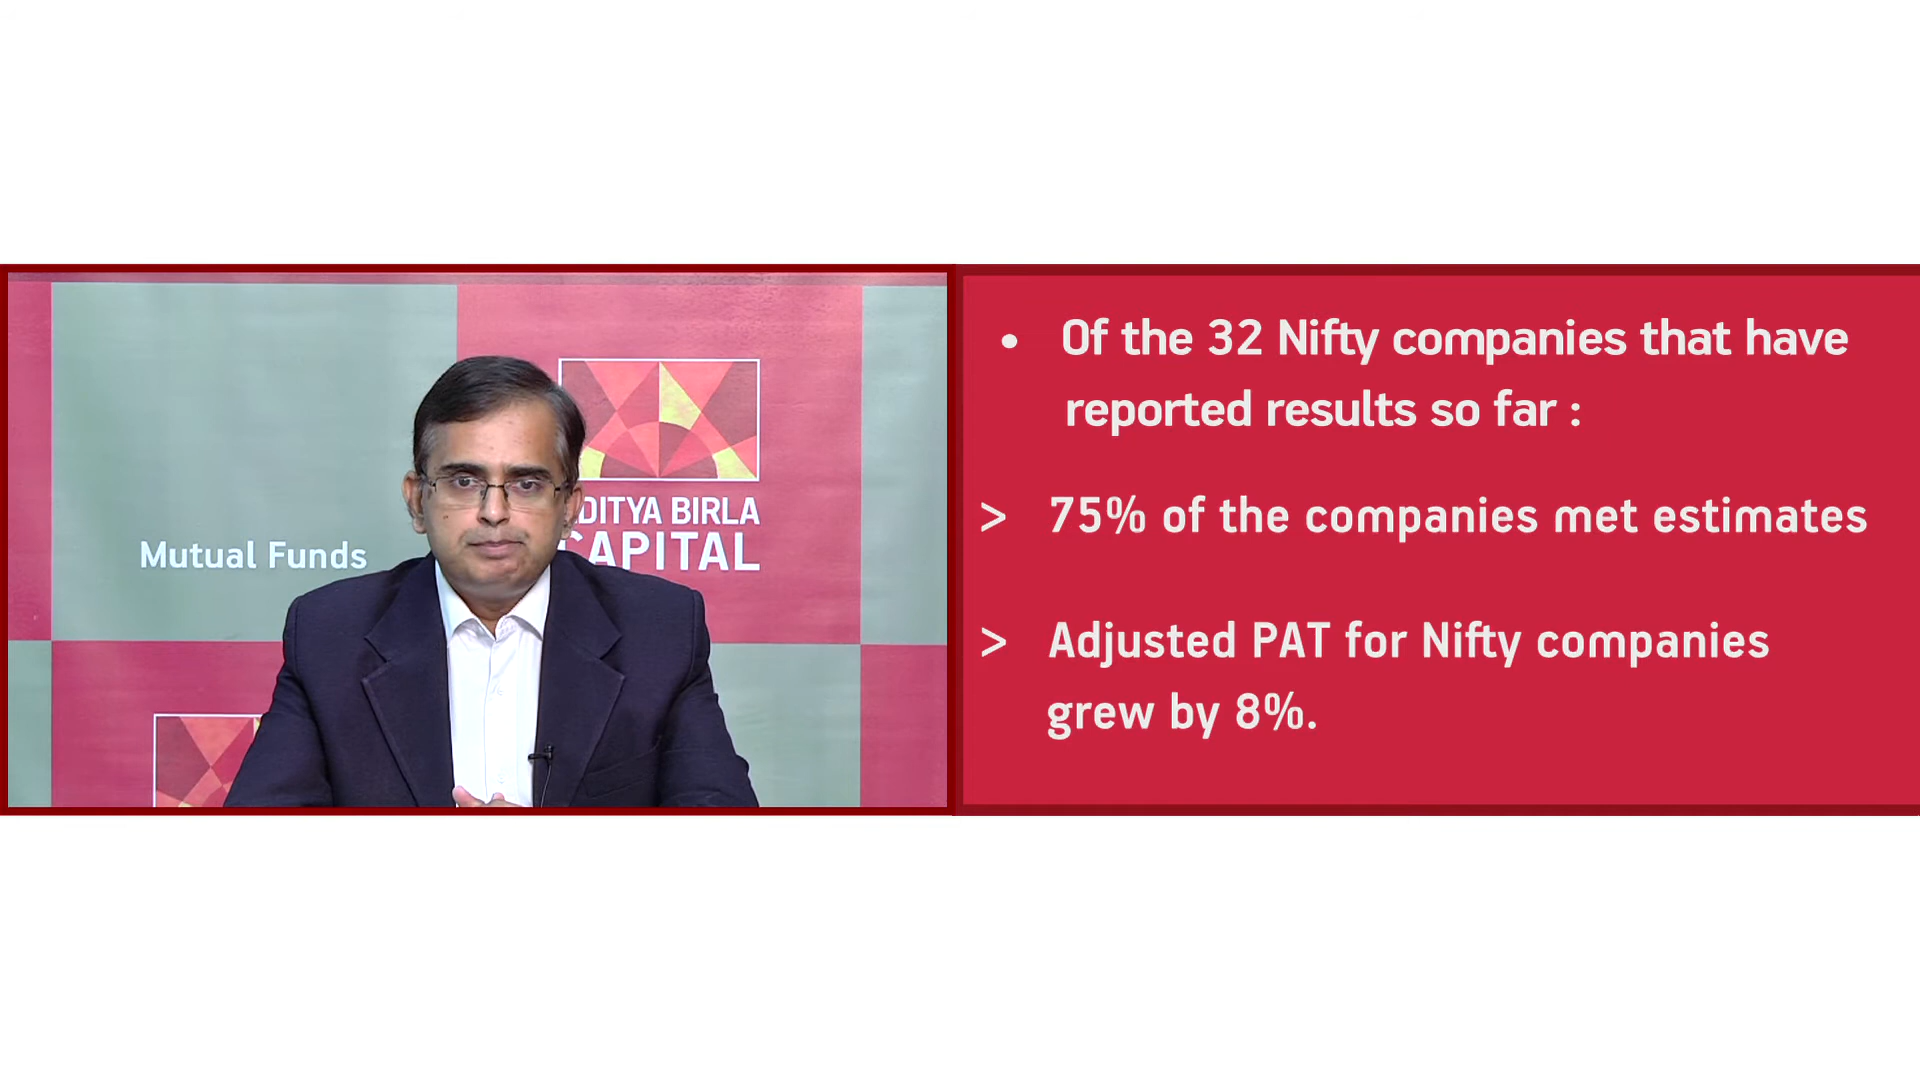 Mutual Funds
DITYA BIRLA
CAPITAL
• Of the 32 Nifty companies that have
reported results so far :
> 75% of the companies met estimates
> Adjusted PAT for Nifty companies
grew by 8%.